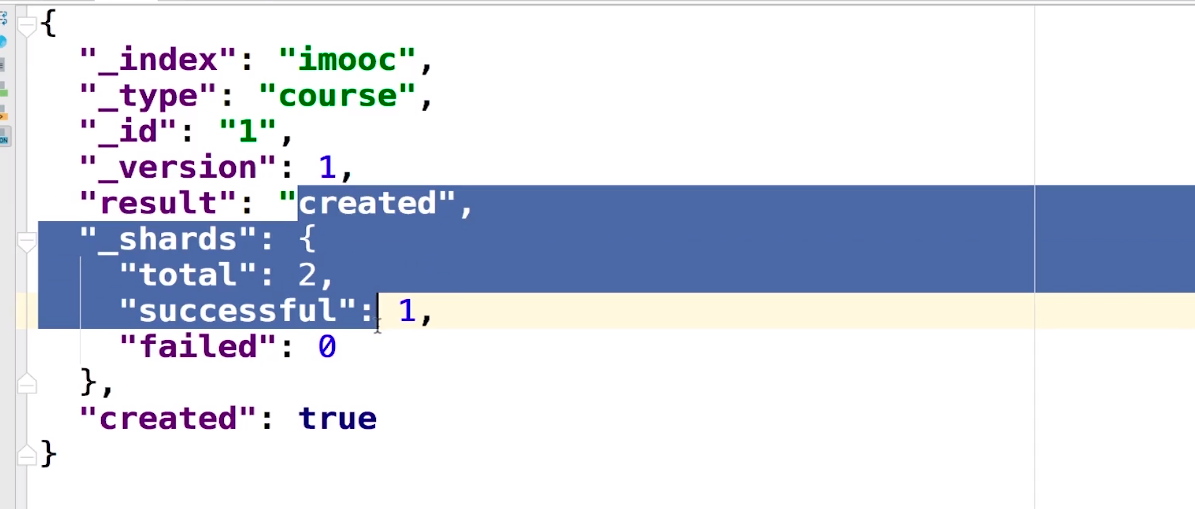 {
"_index": "imooc",
"_type": "course",
"_id": "1",
"_version": 1,
"result": "created",
"_shards": {
"total": 2,
"successful": 1,
"failed": 0
},
"created": true
}